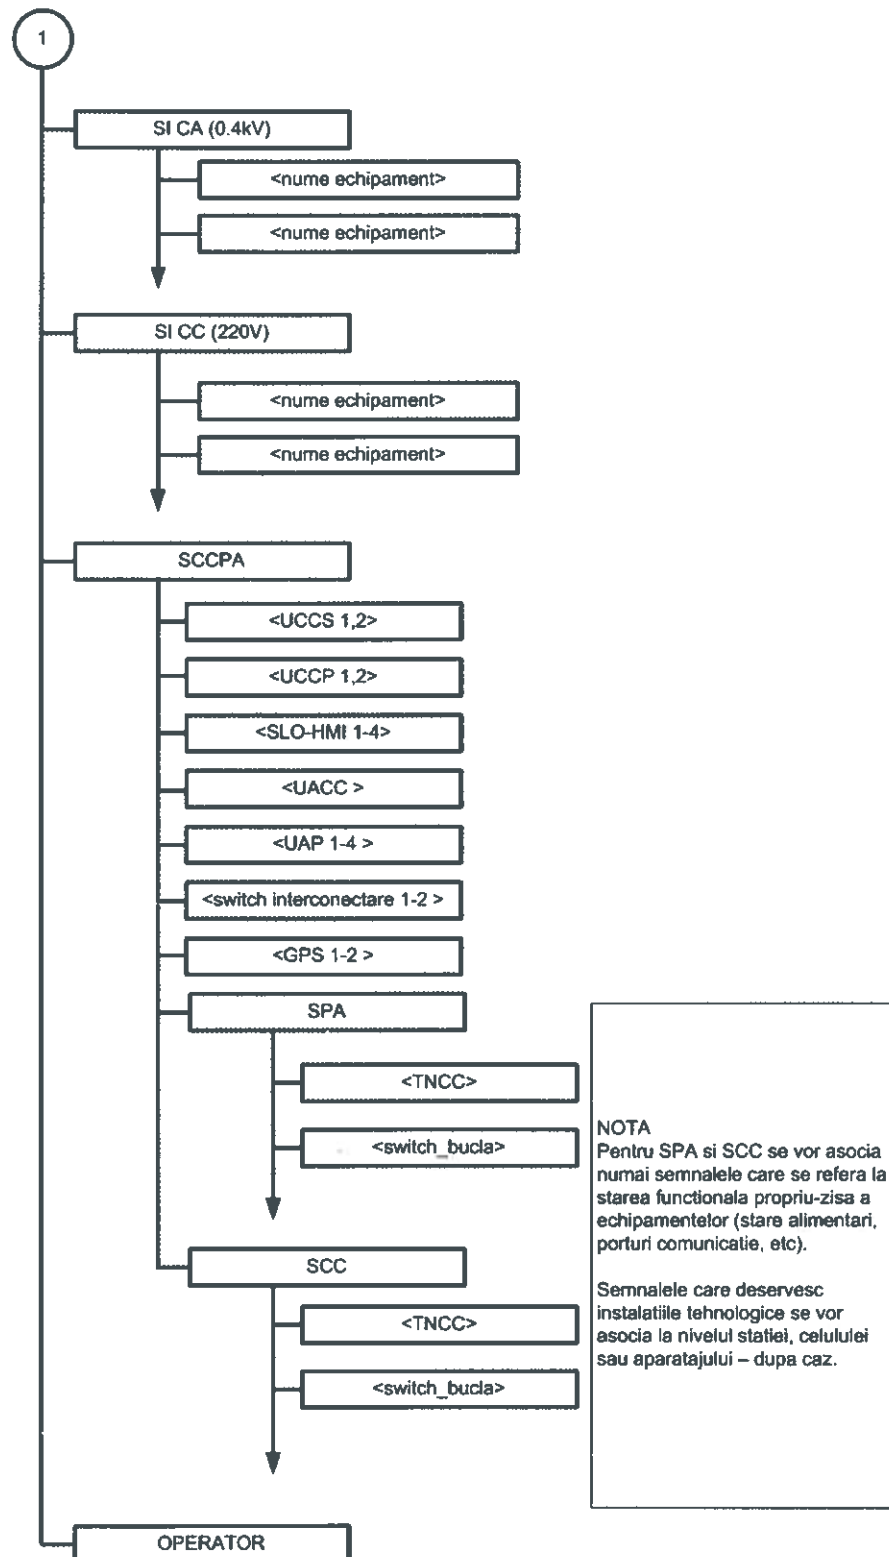 1
SI CA (0.4kV)
<nume echipament>
<nume echipament>
SI CC (220V)
<nume echipament>
<nume echipament>
SCCPA
<UCCS 1,2>
<UCCP 1,2>
<SLO-HMI 1-4>
<UACC >
<UAP 1-4 >
<switch interconectare 1-2 >
<GPS 1-2 >
SPA
<TNCC>
<switch_bucla>
SCC
<TNCC>
<switch_bucla>
OPERATOR
NOTA
Pentru SPA si SCC se vor asocia
numai semnalele care se refera la
starea functionala propriu-zisa a
echipamentelor (stare alimentari,
porturi comunicatie, etc).
Semnalele care deservesc
instalatiile tehnologice se vor
asocia la nivelul statiei, celulului
sau aparatajului – dupa caz.